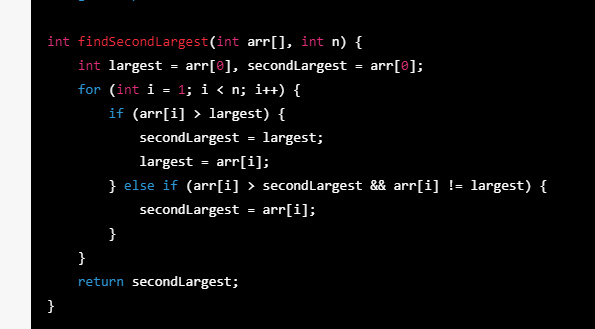 int findSecondLargest(int arr[], int n) {
    int largest = arr[0], secondLargest = arr[0];
    for (int i = 1; i < n; i++) {
        if (arr[i] > largest) {
            secondLargest = largest;
            largest = arr[i];
        } else if (arr[i] > secondLargest && arr[i] != largest) {
            secondLargest = arr[i];
        }
    }
    return secondLargest;
}